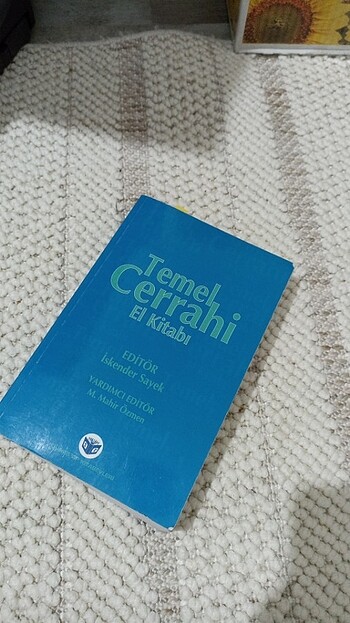 Temel
Cerrahi
El Kitabı
EDİTÖR
İskender Sayek
YARDIMCI EDİTÖR
M. Mahir Özmen